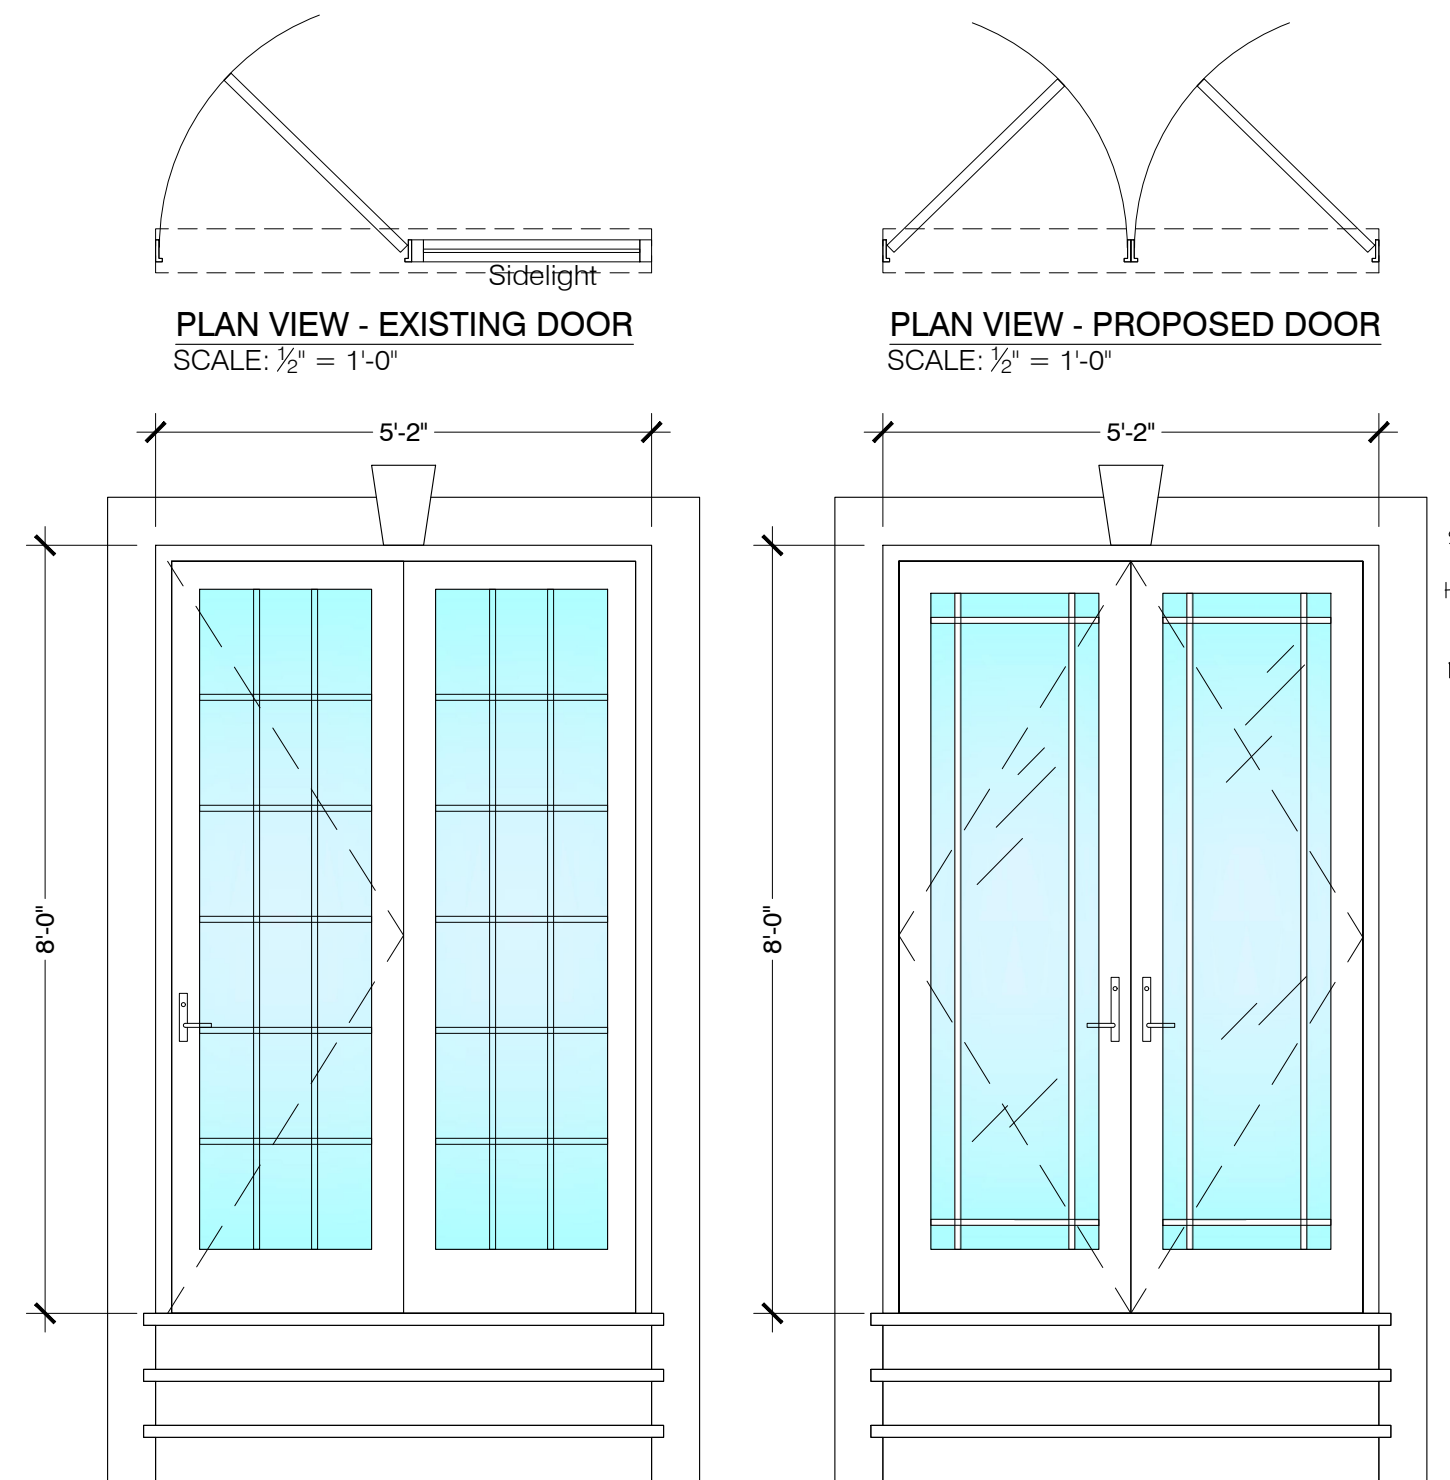 Sidelight
PLAN VIEW - EXISTING DOOR
SCALE: ½" = 1'-0"
PLAN VIEW - PROPOSED DOOR
SCALE: ½" = 1'-0"
5'-2"
5'-2"
8'-0"
8'-0"